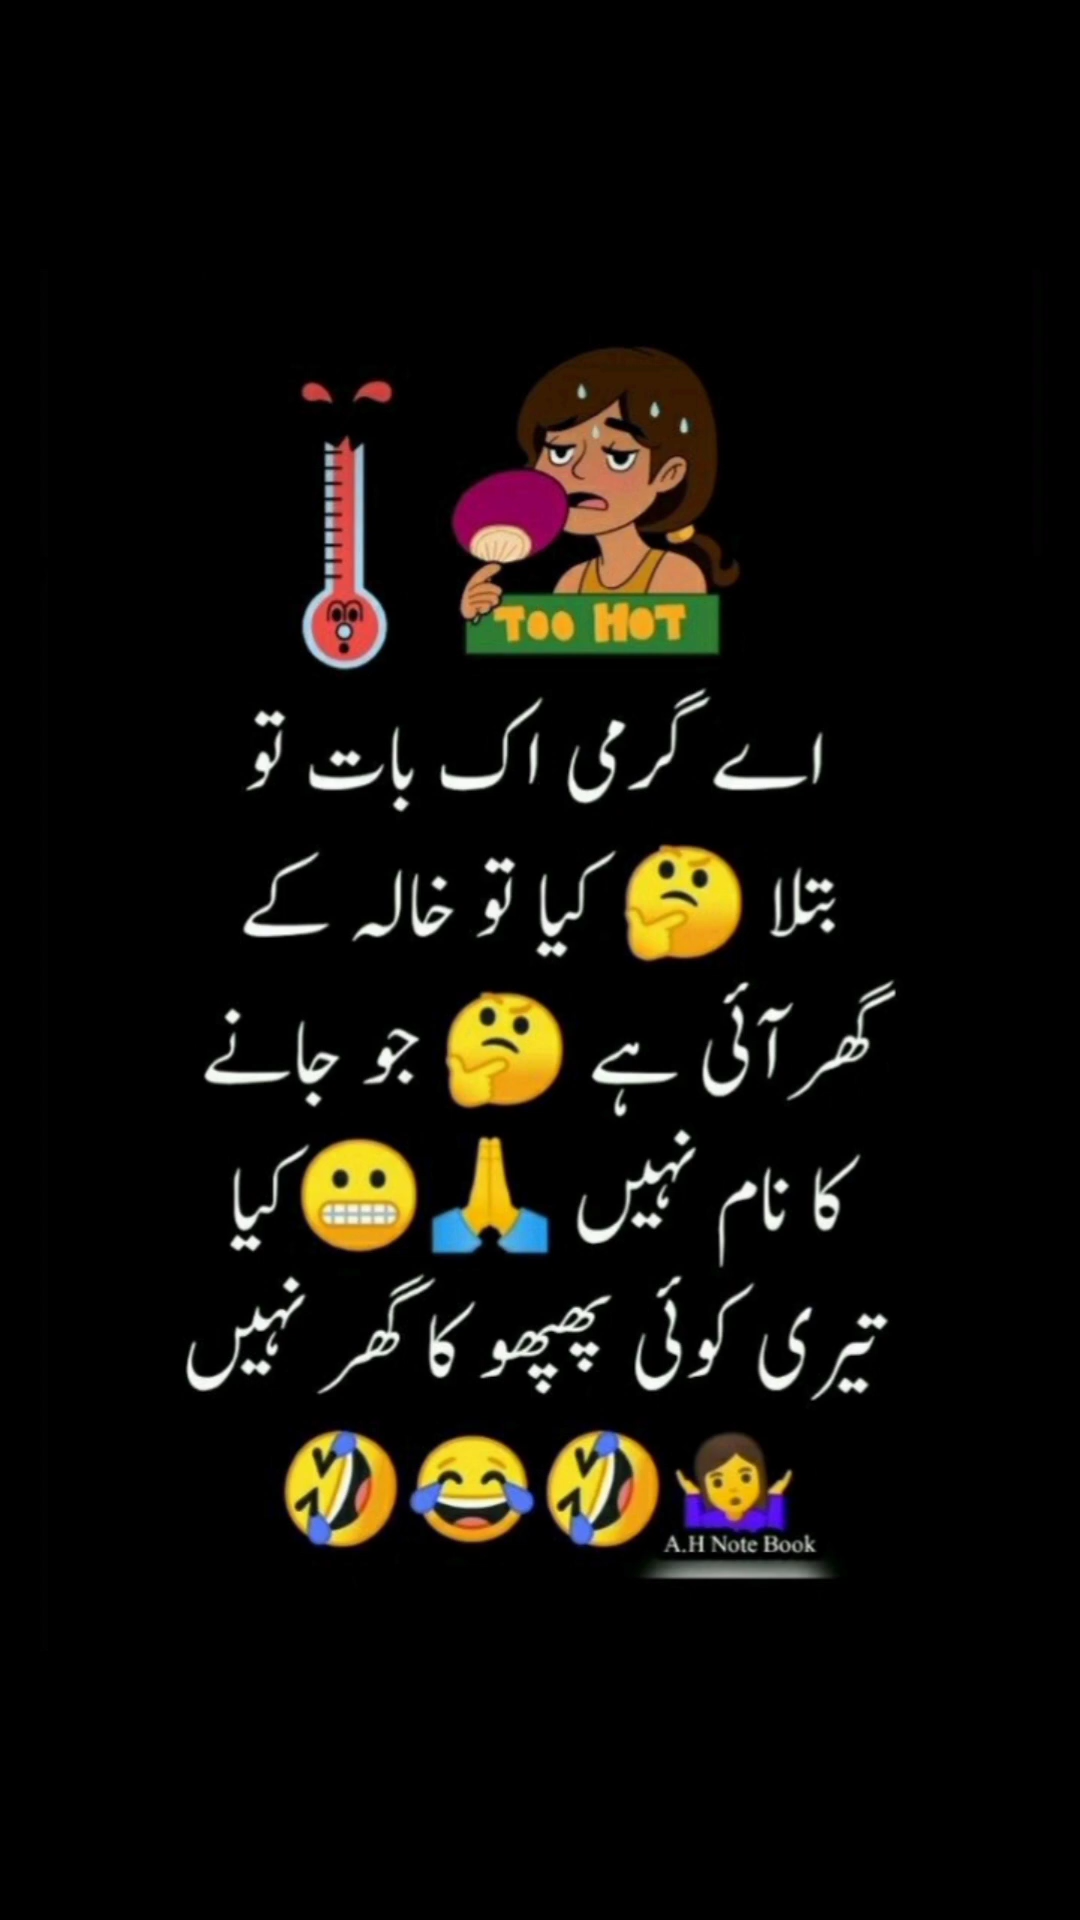 TOO HOT
اے گرمی اک بات تو
بتلا 🤔 کیا تو خالہ کے
گھر آئی ہے 🤔 جو جانے
کا نام نہیں 🙏😬 کیا
تیری کوئی پھپھو کا گھر نہیں
🤷‍♀️🤣😂🤣
A.H Note Book